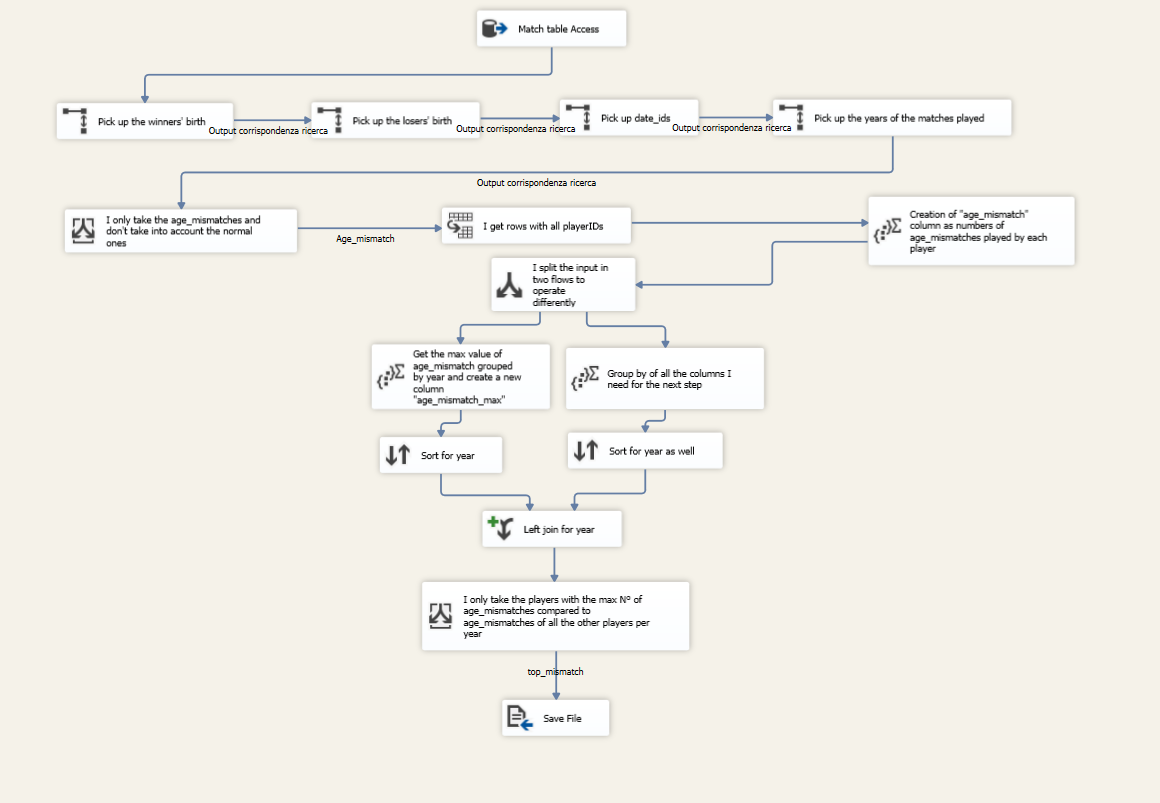 Match table Access
Pick up the winners' birth
Output corrispondenza ricerca
Pick up the losers' birth
Output corrispondenza ricerca
Pick up date_ids
Output corrispondenza ricerca
Pick up the years of the matches played
Output corrispondenza ricerca
I only take the age_mismatches and
don't take into account the normal
ones
Age_mismatch
I get rows with all playerIDs
Creation of "age_mismatch"
column as numbers of
age_mismatches played by each
player
I split the input in
two flows to
operate
differently
Get the max value of
age_mismatch grouped
by year and create a new
column
"age_mismatch_max"
Group by of all the columns I
need for the next step
Sort for year
Sort for year as well
Left join for year
I only take the players with the max Nº of
age_mismatches compared to
age_mismatches of all the other players per
year
top_mismatch
Save File